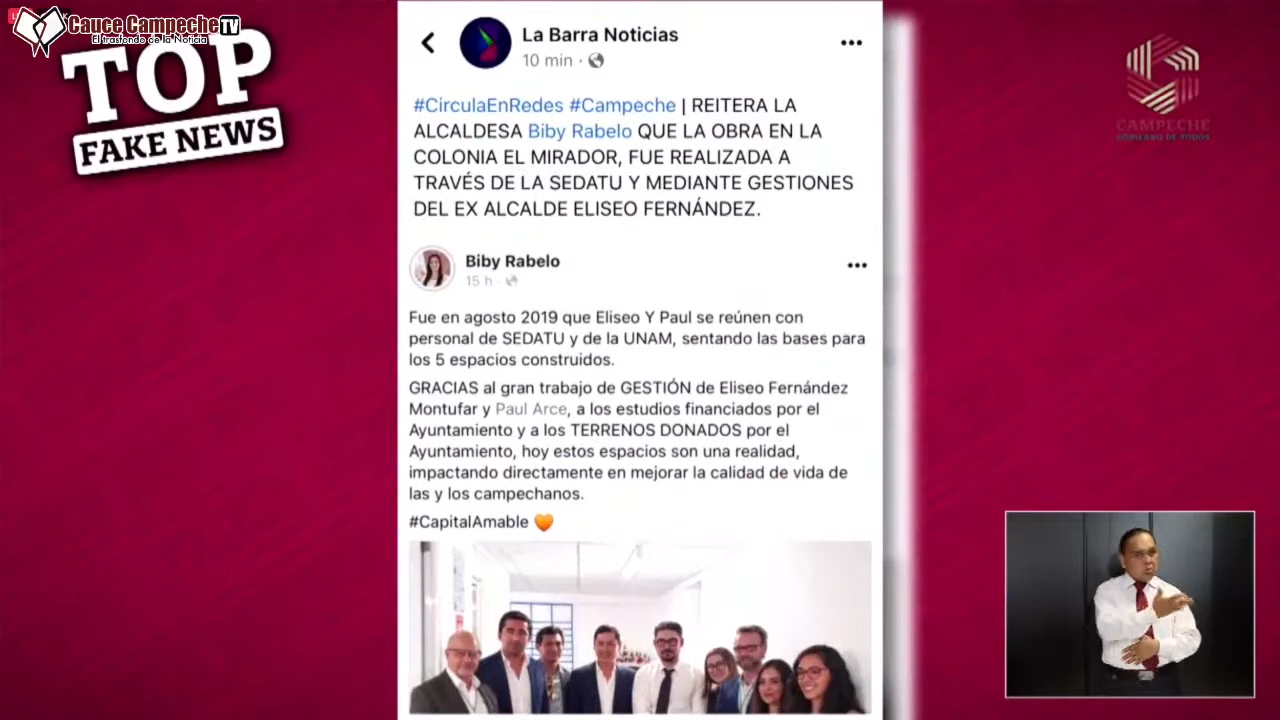 Cauce Campeche TV
El trasfondo de la Noticia
TOP
FAKE NEWS
La Barra Noticias
10 min ·
#CirculaEnRedes #Campeche | REITERA LA
ALCALDESA Biby Rabelo QUE LA OBRA EN LA
COLONIA EL MIRADOR, FUE REALIZADA A
TRAVÉS DE LA SEDATU Y MEDIANTE GESTIONES
DEL EX ALCALDE ELISEO FERNÁNDEZ.
Biby Rabelo
15 h ·
Fue en agosto 2019 que Eliseo Y Paul se reúnen con
personal de SEDATU y de la UNAM, sentando las bases para
los 5 espacios construidos.
GRACIAS al gran trabajo de GESTIÓN de Eliseo Fernández
Montufar y Paul Arce, a los estudios financiados por el
Ayuntamiento y a los TERRENOS DONADOS por el
Ayuntamiento, hoy estos espacios son una realidad,
impactando directamente en mejorar la calidad de vida de
las y los campechanos.
#CapitalAmable 🧡
CAMPECHE
GOBIERNO DE TODOS